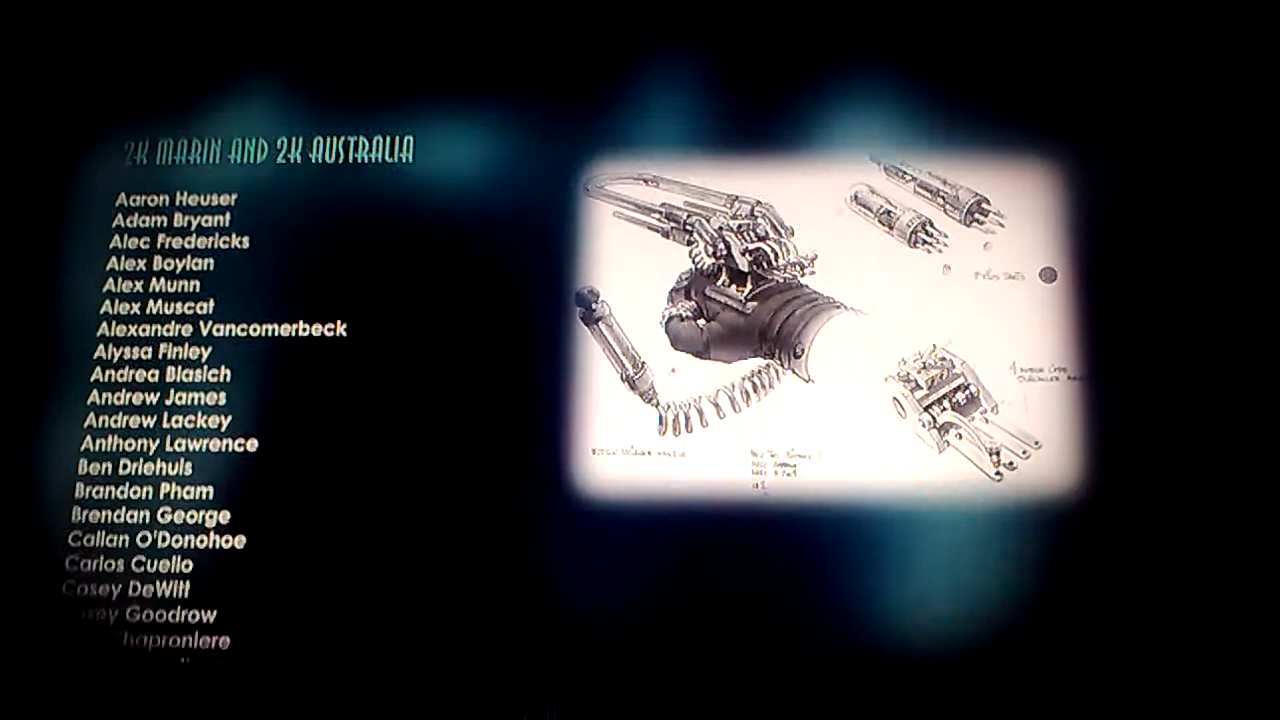 2K MARIN AND 2K AUSTRALIA
Aaron Heuser
Adam Bryant
Alec Fredericks
Alex Boylan
Alex Munn
Alex Muscat
Alexandre Vancomerbeck
Alyssa Finley
Andrea Blasich
Andrew James
Andrew Lackey
Anthony Lawrence
Ben Driehuis
Brandon Pham
Brendan George
Callan O'Donohoe
Carlos Cuello
Casey DeWitt
Goodrow